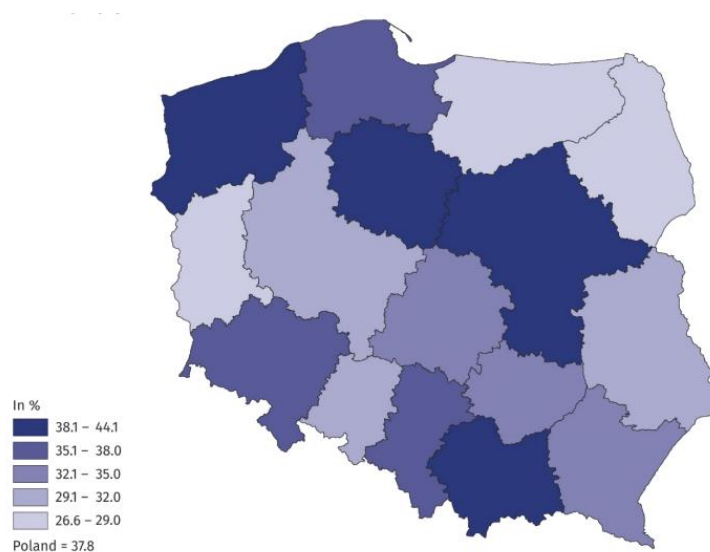 In %
38.1 – 44.1
35.1 – 38.0
32.1 – 35.0
29.1 – 32.0
26.6 – 29.0
Poland = 37.8